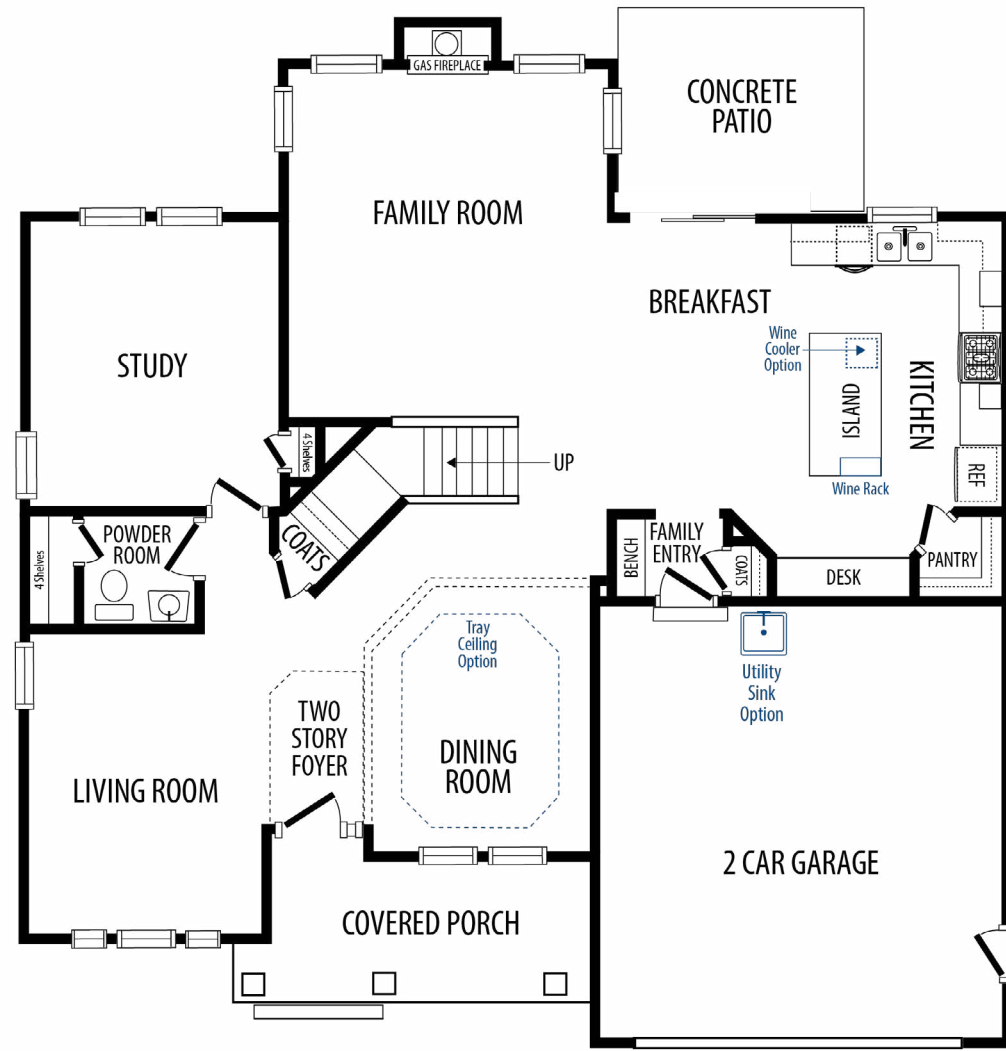 GAS FIREPLACE
CONCRETE
PATIO
FAMILY ROOM
BREAKFAST
STUDY
Wine
Cooler
Option
ISLAND
KITCHEN
4 Shelves
UP
REF
Wine Rack
COATS
POWDER
ROOM
4 Shelves
BENCH
FAMILY
ENTRY
COATS
DESK
PANTRY
Tray
Ceiling
Option
Utility
Sink
Option
TWO
STORY
FOYER
DINING
ROOM
LIVING ROOM
2 CAR GARAGE
COVERED PORCH